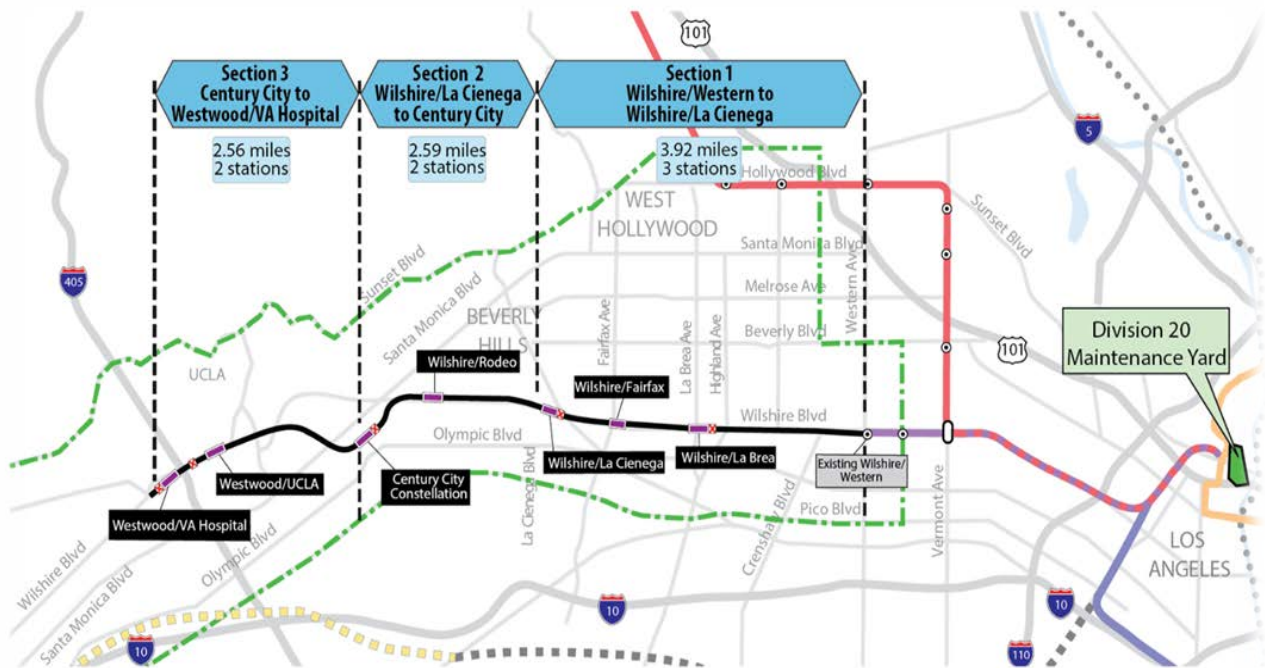 101
Section 3
Century City to
Westwood/VA Hospital
Section 2
Wilshire/La Cienega
to Century City
Section 1
Wilshire/Western to
Wilshire/La Cienega
2.56 miles
2 stations
2.59 miles
2 stations
3.92 miles
3 stations
5
Hollywood Blvd
WEST
HOLLYWOOD
Sunset Blvd
Sunset Blvd
Santa Monica Blvd
Santa Monica Blvd
405
Melrose Ave
Western Ave
BEVERLY
HILLS
Fairfax Ave
La Brea Ave
Highland Ave
Beverly Blvd
101
Division 20
Maintenance Yard
UCLA
Wilshire/Rodeo
Wilshire/Fairfax
Wilshire Blvd
Olympic Blvd
Wilshire/La Cienega
Wilshire/La Brea
Existing Wilshire/
Western
Westwood/UCLA
Century City
Constellation
La Cienega Blvd
Crenshaw Blvd
Pico Blvd
Vermont Ave
Westwood/VA Hospital
LOS
ANGELES
Wilshire Blvd
Santa Monica Blvd
Olympic Blvd
10
10
10
110